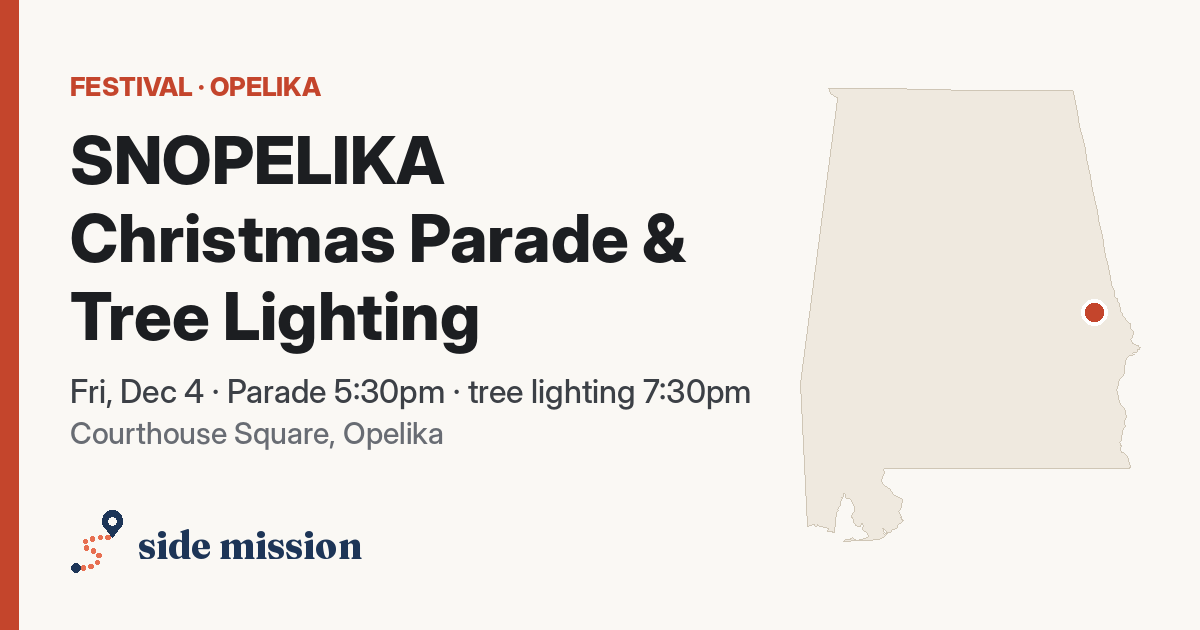 FESTIVAL · OPELIKA
SNOPELIKA
Christmas Parade &
Tree Lighting
Fri, Dec 4 · Parade 5:30pm · tree lighting 7:30pm
Courthouse Square, Opelika
side mission